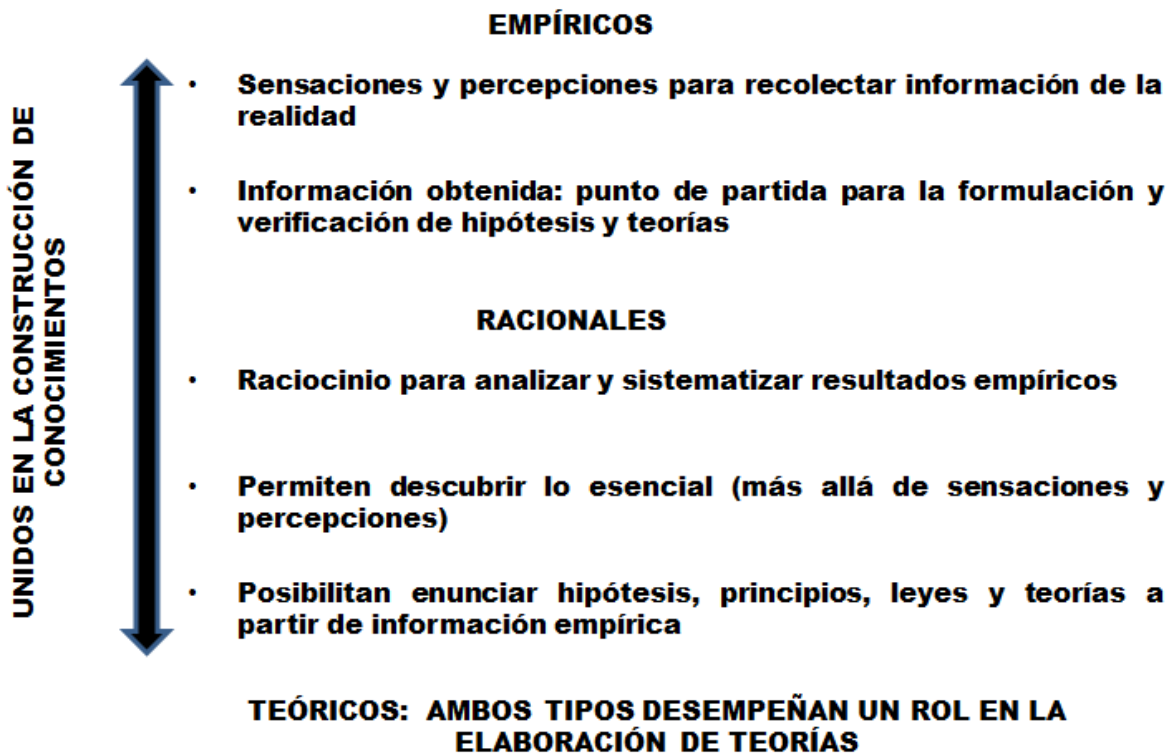 EMPÍRICOS
• Sensaciones y percepciones para recolectar información de la
realidad
• Información obtenida: punto de partida para la formulación y
verificación de hipótesis y teorías
RACIONALES
• Raciocinio para analizar y sistematizar resultados empíricos
• Permiten descubrir lo esencial (más allá de sensaciones y
percepciones)
• Posibilitan enunciar hipótesis, principios, leyes y teorías a
partir de información empírica
TEÓRICOS: AMBOS TIPOS DESEMPEÑAN UN ROL EN LA
ELABORACIÓN DE TEORÍAS
UNIDOS EN LA CONSTRUCCIÓN DE
CONOCIMIENTOS